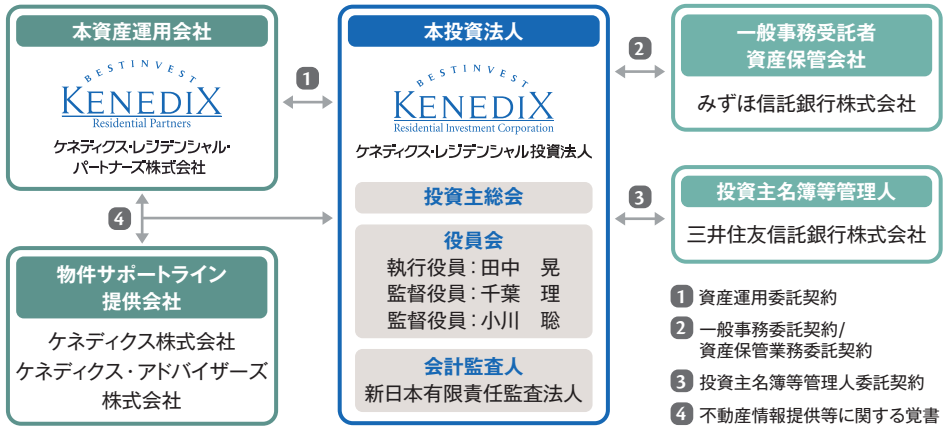 本資産運用会社
BESTINVEST
KENEDIX
Residential Partners
ケネディクス・レジデンシャル・
パートナーズ株式会社
1
4
物件サポートライン
提供会社
ケネディクス株式会社
ケネディクス・アドバイザーズ
株式会社
本投資法人
BESTINVEST
KENEDIX
Residential Investment Corporation
ケネディクス・レジデンシャル投資法人
投資主総会
役員会
執行役員：田中　晃
監督役員：千葉　理
監督役員：小川　聡
会計監査人
新日本有限責任監査法人
2
一般事務受託者
資産保管会社
みずほ信託銀行株式会社
3
投資主名簿等管理人
三井住友信託銀行株式会社
1 資産運用委託契約
2 一般事務委託契約/
資産保管業務委託契約
3 投資主名簿等管理人委託契約
4 不動産情報提供等に関する覚書